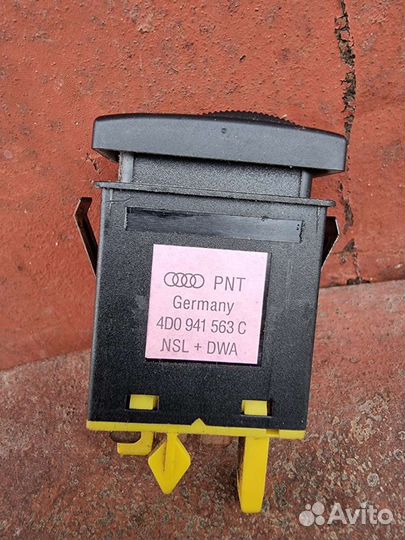 PNT
Germany
4D0 941 563 C
NSL + DWA
Avito